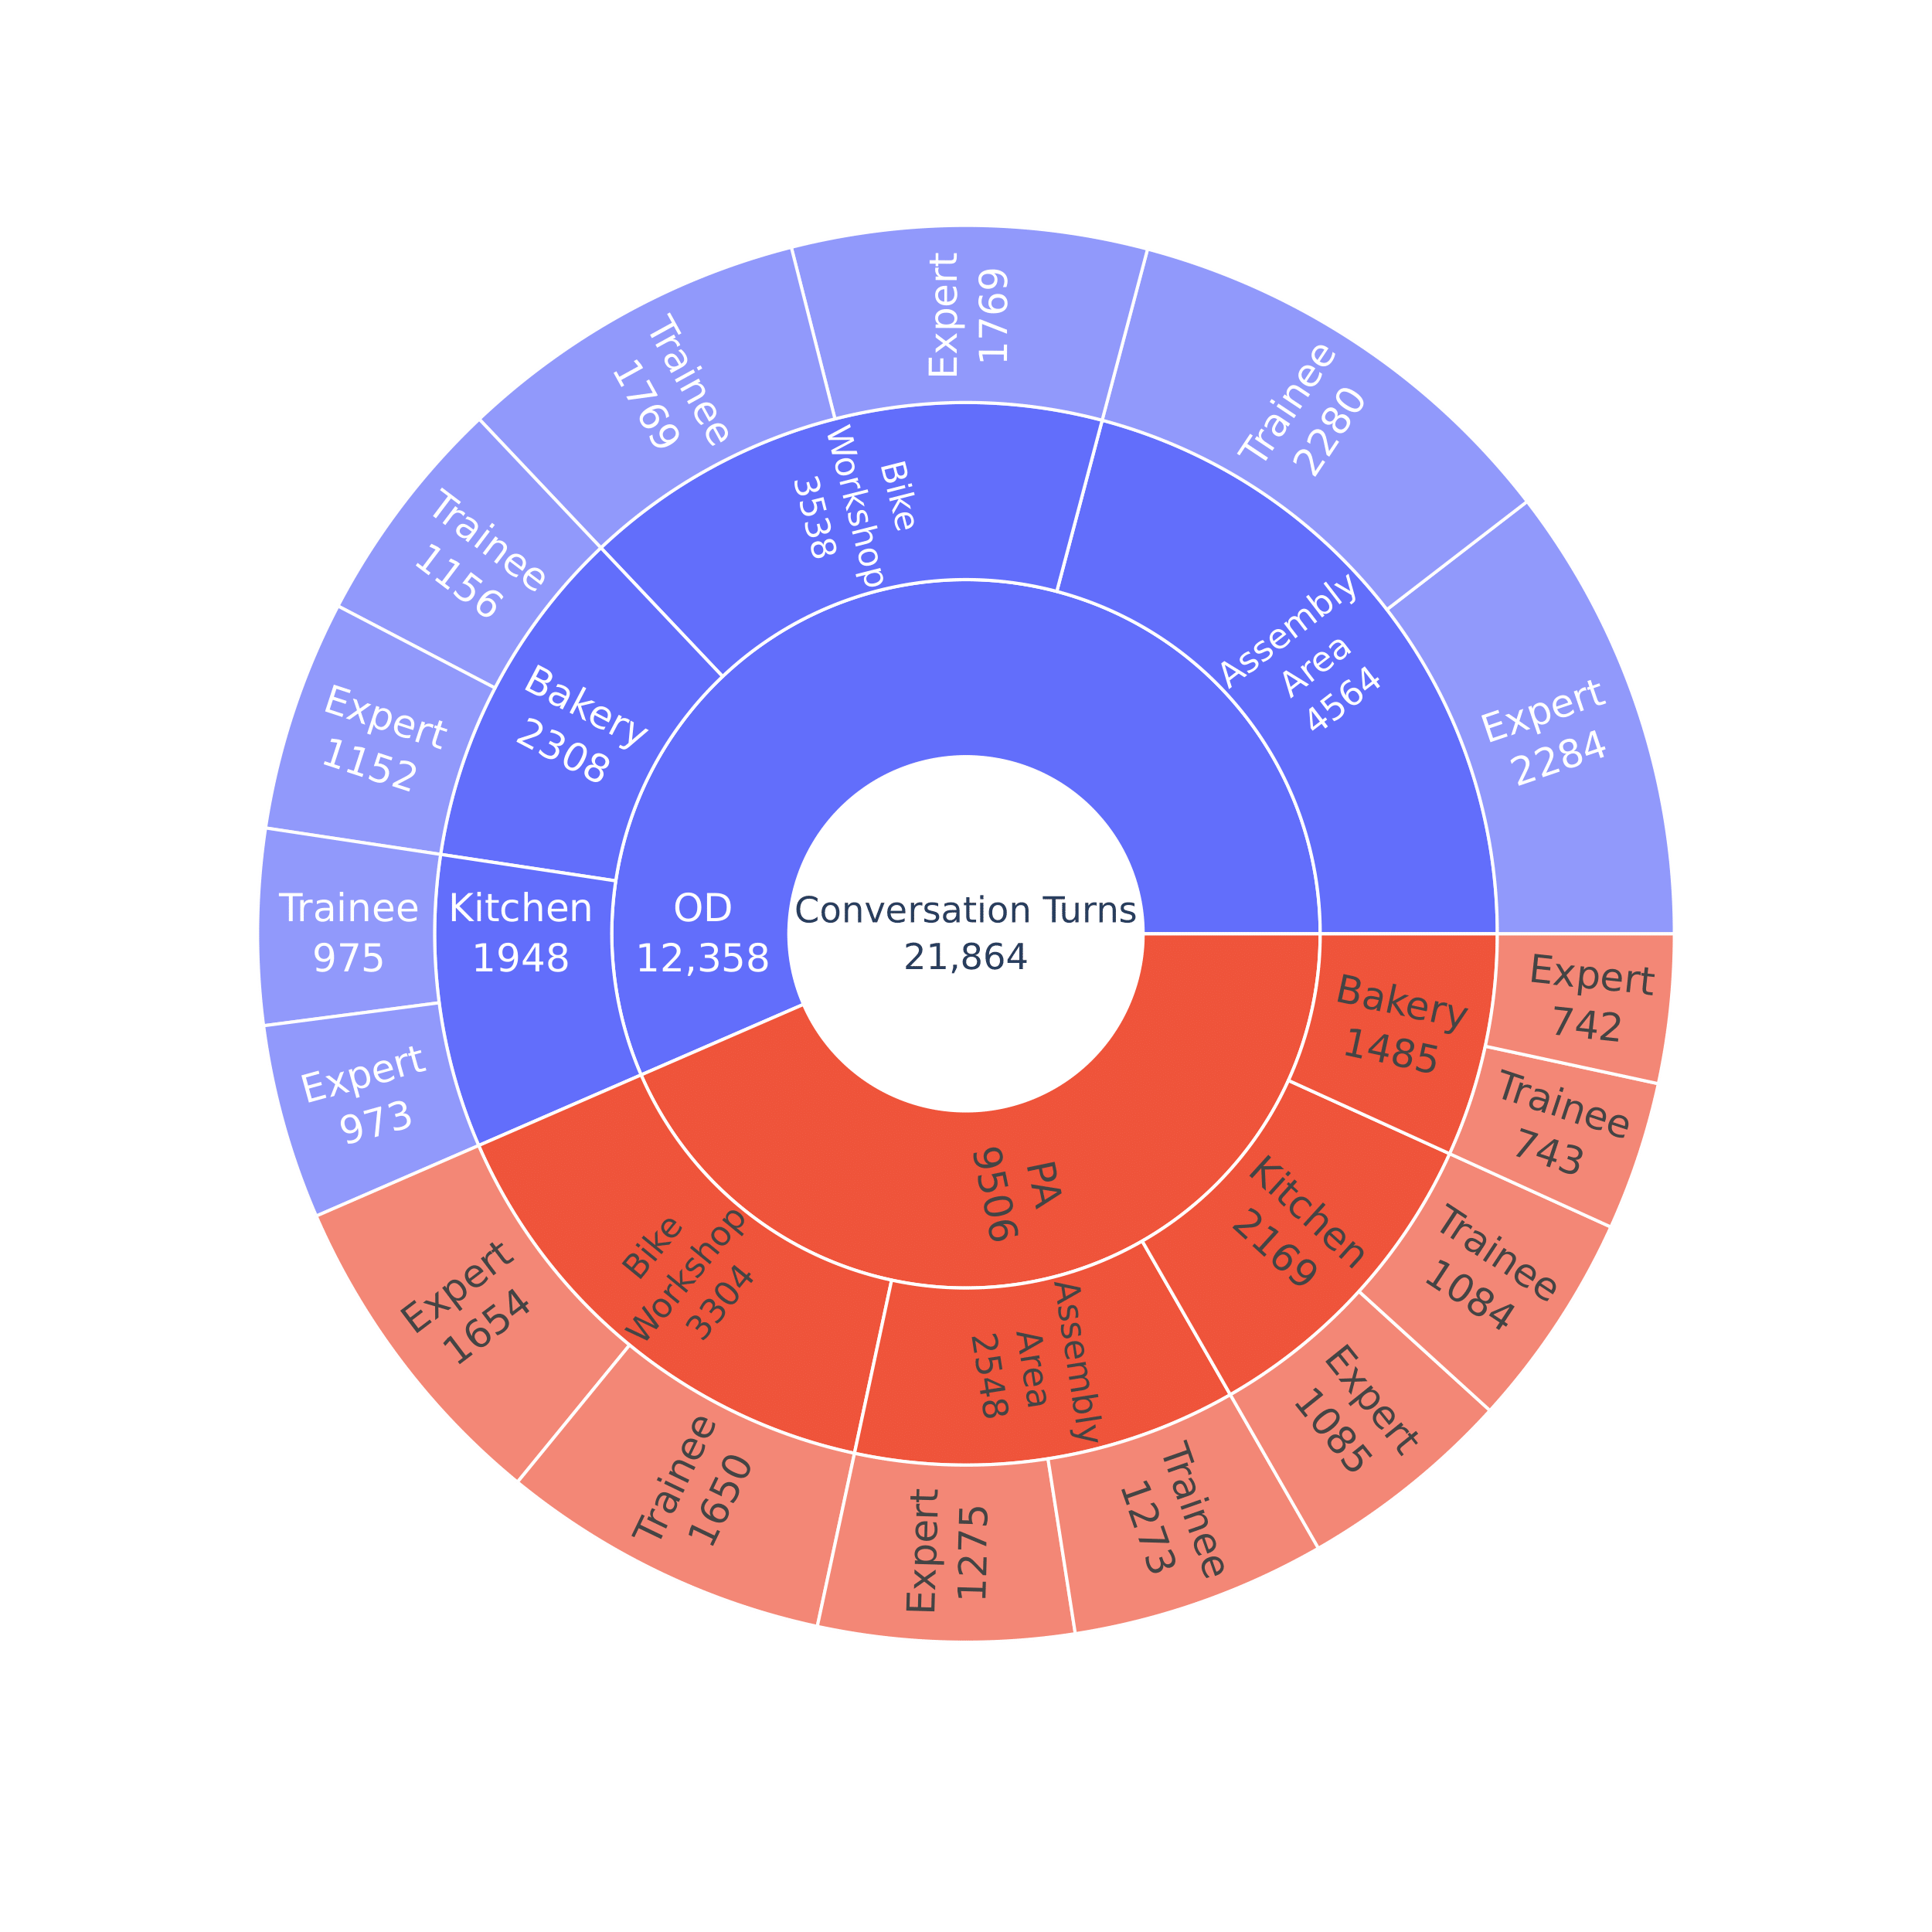 Conversation Turns
21,864
OD
12,358
Assembly
Area
4564
Expert
2284
Trainee
2280
Bike
Workshop
3538
Expert
1769
Trainee
1769
Bakery
2308
Trainee
1156
Expert
1152
Kitchen
1948
Trainee
975
Expert
973
PA
9506
Bike
Workshop
3304
Expert
1654
Trainee
1650
Assembly
Area
2548
Expert
1275
Trainee
1273
Kitchen
2169
Expert
1085
Trainee
1084
Bakery
1485
Trainee
743
Expert
742